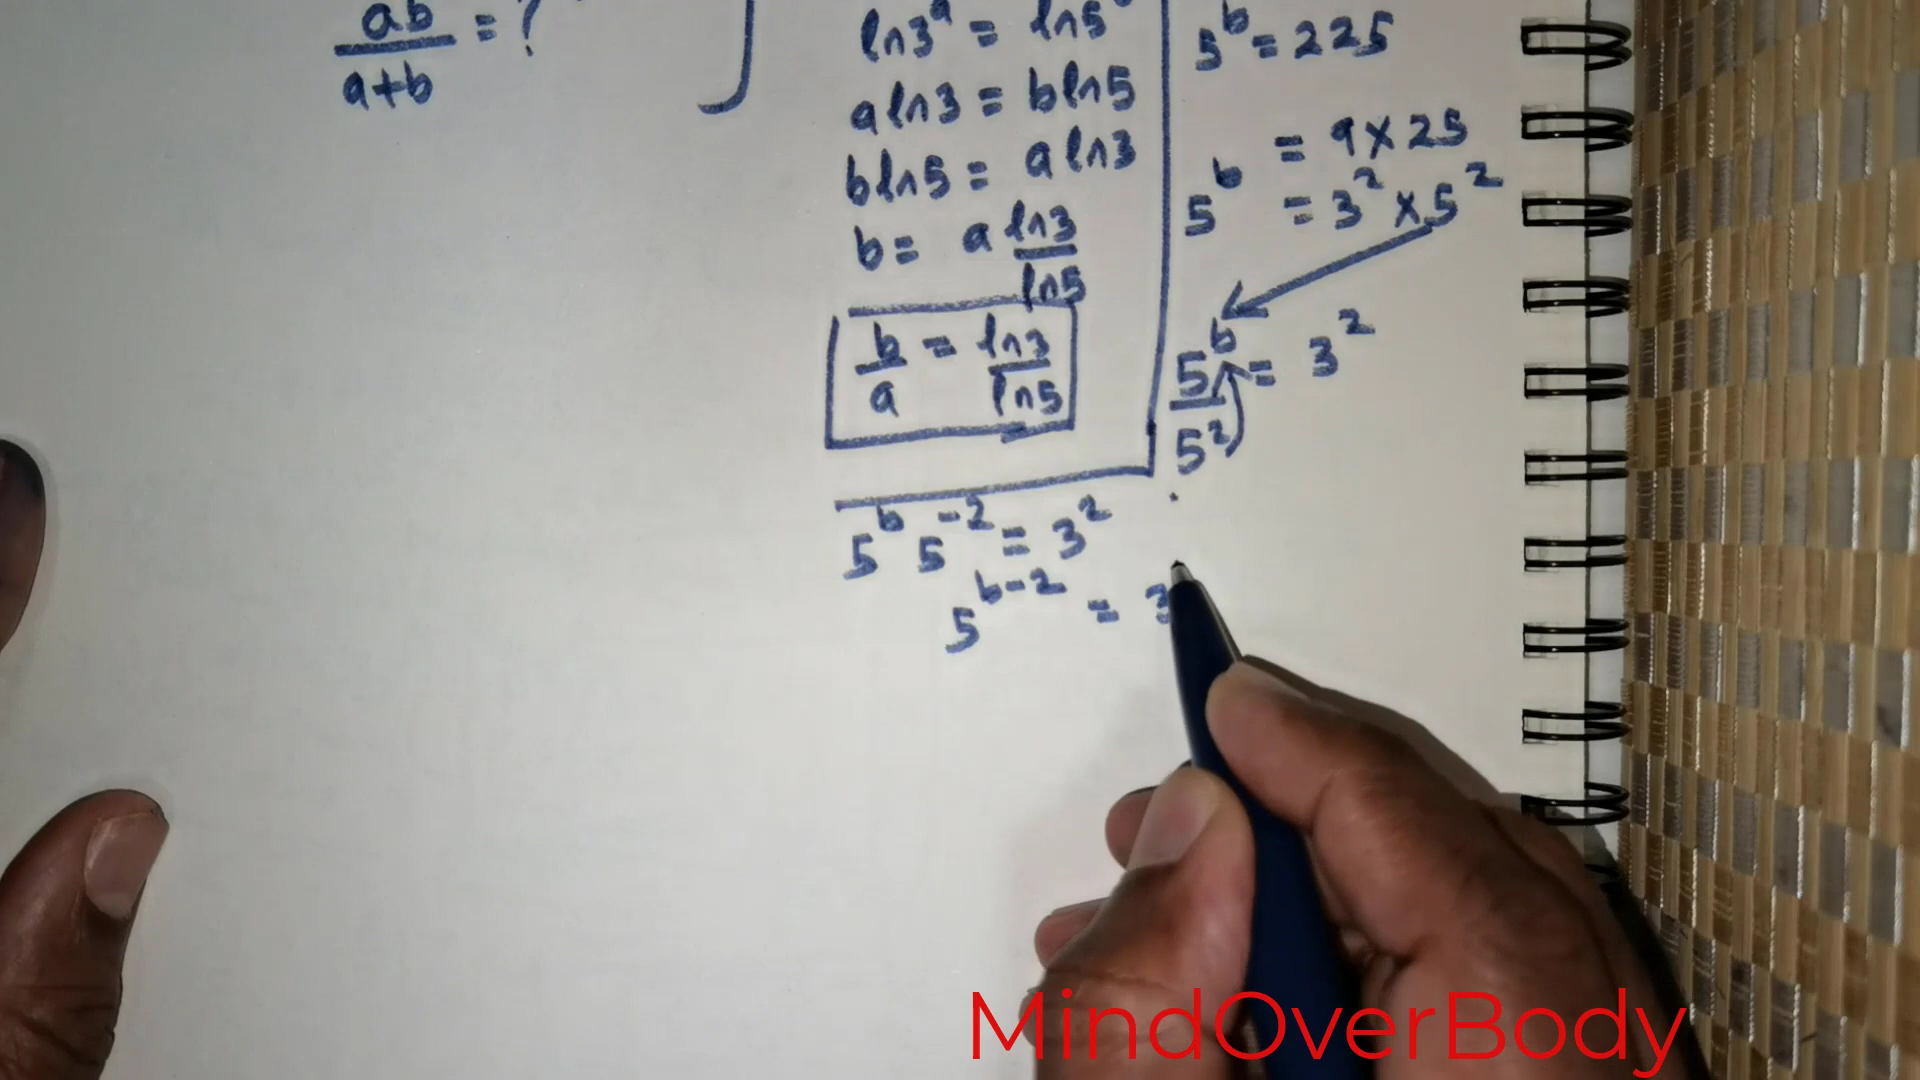 ab/a+b = ?
ln3^a = ln5
a ln3 = b ln5
b ln5 = a ln3
b = a ln3/ln5
b/a = ln3/ln5
5^b = 225
= 9 x 25
5^b = 3^2 x 5^2
5^b/5^2 = 3^2
5^b 5^-2 = 3^2
5^b-2 = 3
MindOverBody